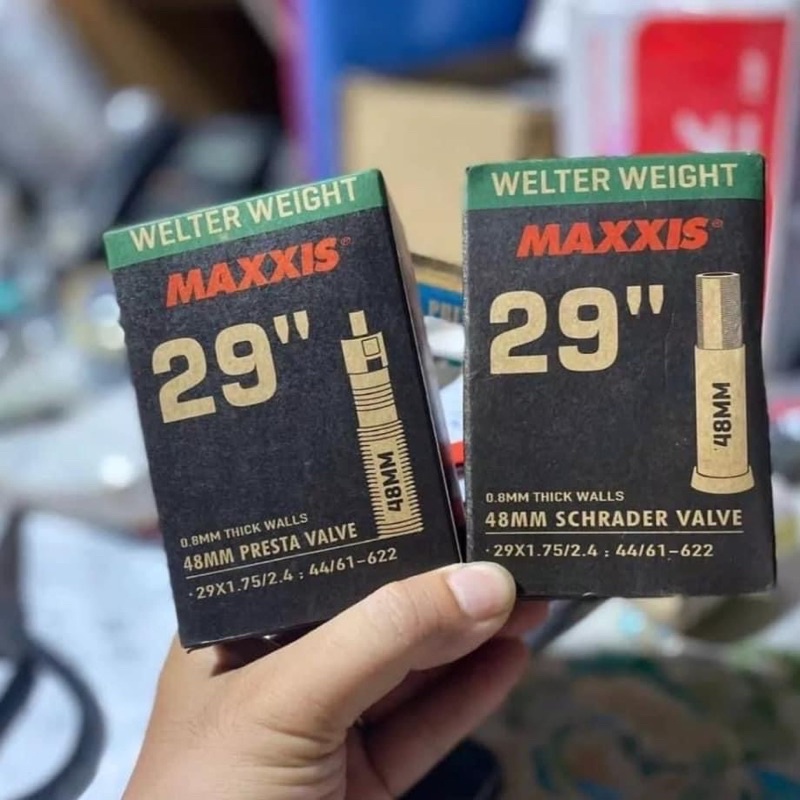 WELTER WEIGHT
MAXXIS®
29"
48MM
0.8MM THICK WALLS
48MM PRESTA VALVE
·29X1.75/2.4 : 44/61-622
WELTER WEIGHT
MAXXIS®
29"
48MM
0.8MM THICK WALLS
48MM SCHRADER VALVE
·29X1.75/2.4 : 44/61-622